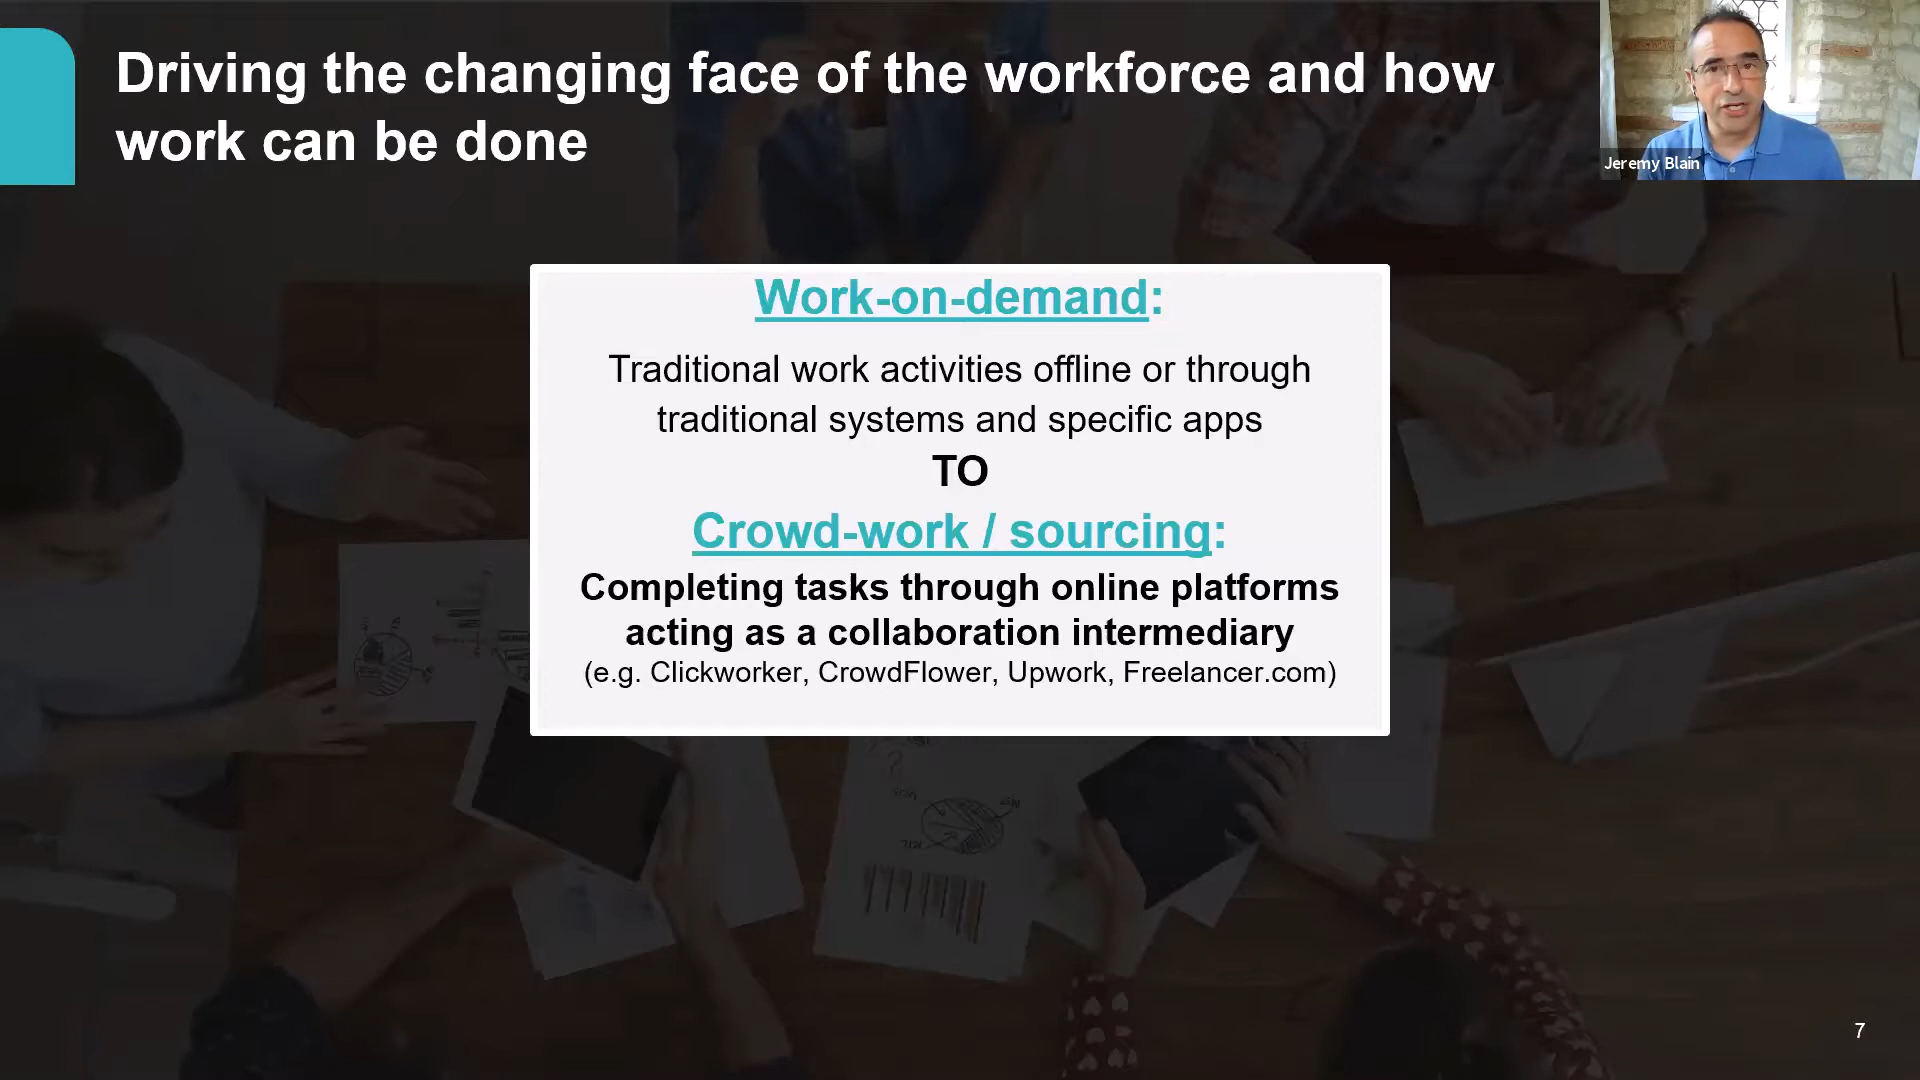 Driving the changing face of the workforce and how
work can be done
Jeremy Blain
Work-on-demand:
Traditional work activities offline or through
traditional systems and specific apps
TO
Crowd-work / sourcing:
Completing tasks through online platforms
acting as a collaboration intermediary
(e.g. Clickworker, CrowdFlower, Upwork, Freelancer.com)
7